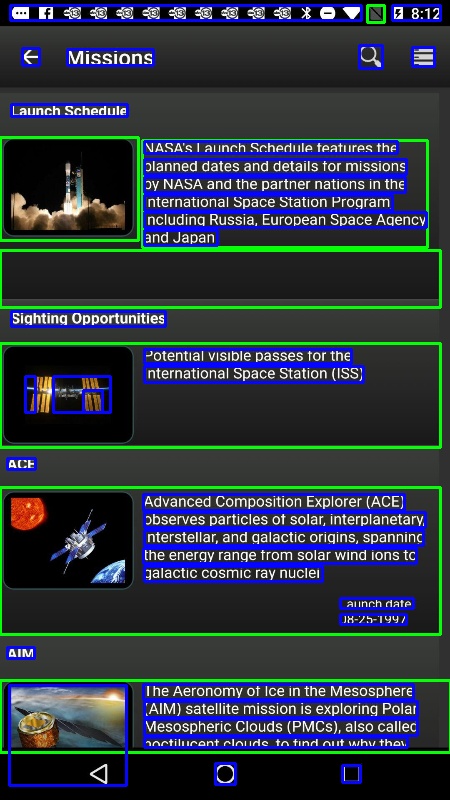 8:12
Missions
Launch Schedule
NASA's Launch Schedule features the
planned dates and details for missions
by NASA and the partner nations in the
International Space Station Program
including Russia, European Space Agency
and Japan
Sighting Opportunities
Potential visible passes for the
International Space Station (ISS)
ACE
Advanced Composition Explorer (ACE)
observes particles of solar, interplanetary,
interstellar, and galactic origins, spanning
the energy range from solar wind ions to
galactic cosmic ray nuclei
Launch date
08-25-1997
AIM
The Aeronomy of Ice in the Mesosphere
(AIM) satellite mission is exploring Polar
Mesospheric Clouds (PMCs), also called
noctilucent clouds, to find out why they